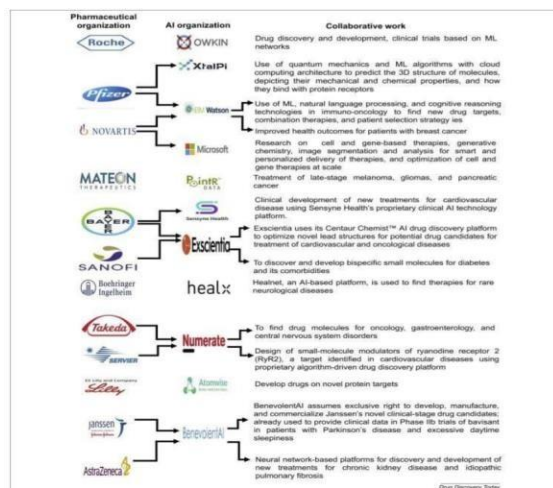 Pharmaceutical organization
AI organization
Collaborative work
Roche
OWKIN
Drug discovery and development, clinical trials based on ML
networks
Pfizer
XtalPi
Use of quantum mechanics and ML algorithms with cloud
computing architecture to predict the 3D structure of molecules,
depicting their mechanical and chemical properties, and how
they bind with protein receptors
IBM Watson
Use of ML, natural language processing, and cognitive reasoning
technologies in immuno-oncology to find new drug targets,
combination therapies, and patient selection strategy ies
NOVARTIS
Improved health outcomes for patients with breast cancer
Microsoft
Research on cell and gene-based therapies, generative
chemistry, image segmentation and analysis for smart and
personalized delivery of therapies, and optimization of cell and
gene therapies at scale
MATEON
THERAPEUTICS
PointR
DATA
Treatment of late-stage melanoma, gliomas, and pancreatic
cancer
BAYER
BAYER
Sensyne Health
Clinical development of new treatments for cardiovascular
disease using Sensyne Health's proprietary clinical AI technology
platform.
Exscientia
Exscientia uses its Centaur Chemist™ AI drug discovery platform
to optimize novel lead structures for potential drug candidates for
treatment of cardiovascular and oncological diseases
SANOFI
To discover and develop bispecific small molecules for diabetes
and its comorbidities
Boehringer
Ingelheim
healx
Healnet, an AI-based platform, is used to find therapies for rare
neurological diseases
Takeda
Numerate
To find drug molecules for oncology, gastroenterology, and
central nervous system disorders
SERVIER
Design of small-molecule modulators of ryanodine receptor 2
(RyR2), a target identified in cardiovascular diseases using
proprietary algorithm-driven drug discovery platform
Eli Lilly and Company
Lilly
Atomwise
Develop drugs on novel protein targets
janssen
BenevolentAI
BenevolentAI assumes exclusive right to develop, manufacture,
and commercialize Janssen's novel clinical-stage drug candidates;
already used to provide clinical data in Phase IIb trials of bavisant
in patients with Parkinson's disease and excessive daytime
sleepiness
AstraZeneca
Neural network-based platforms for discovery and development of
new treatments for chronic kidney disease and idiopathic
pulmonary fibrosis
Drug Discovery Today